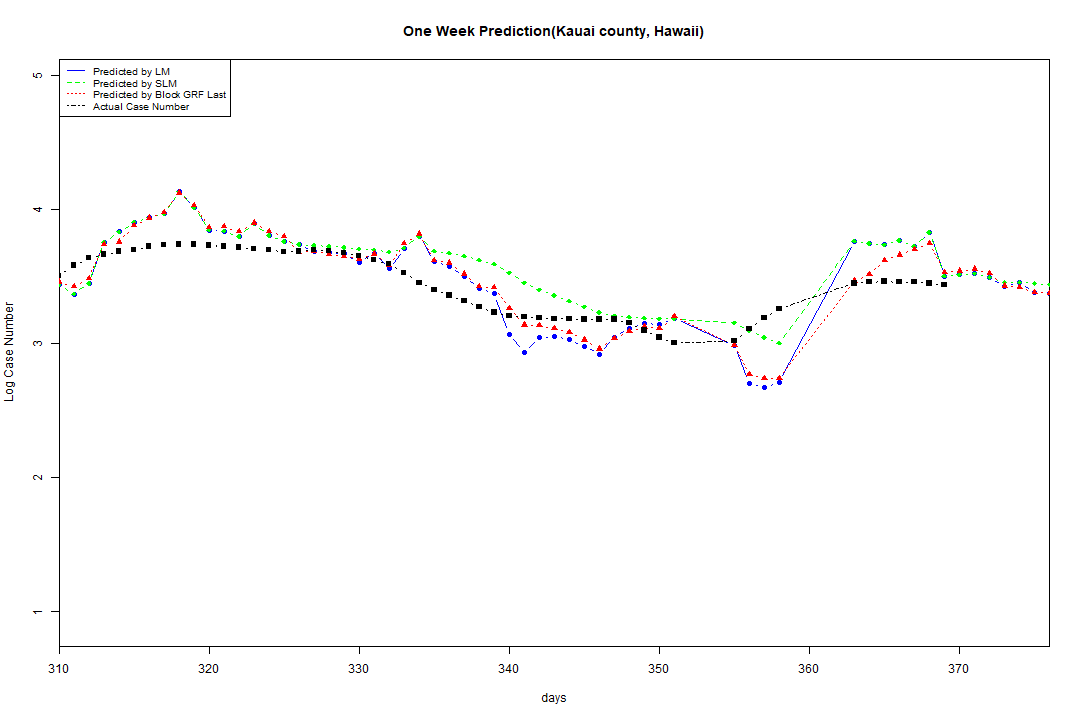 One Week Prediction(Kauai county, Hawaii)
Predicted by LM
Predicted by SLM
Predicted by Block GRF Last
Actual Case Number
5
4
3
2
1
Log Case Number
310 320 330 340 350 360 370
days